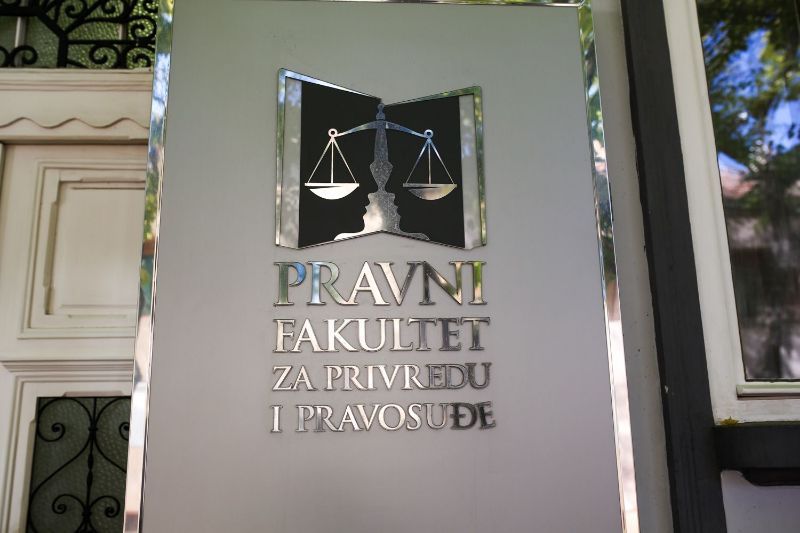 PRAVNI
FAKULTET
ZA PRIVREDU
I PRAVOSUĐE